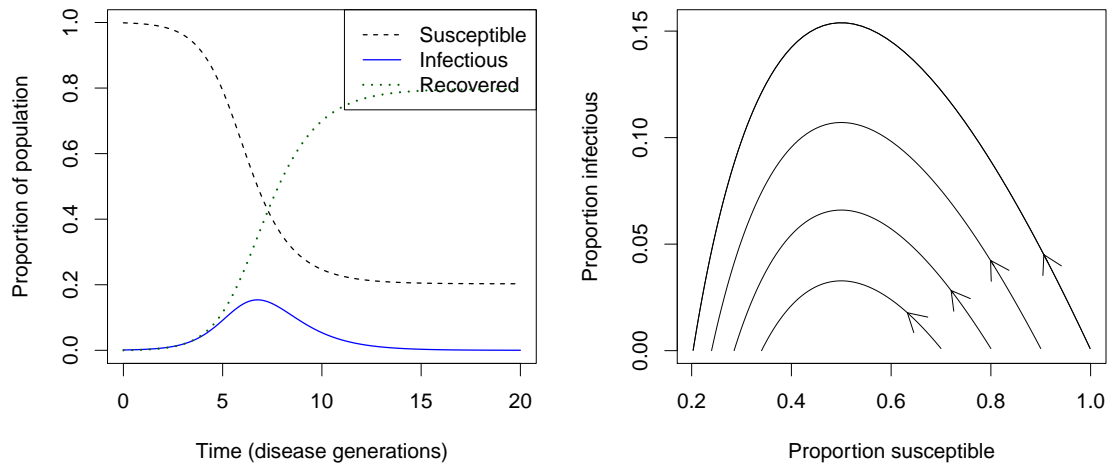 Proportion of population
1.0
0.8
0.6
0.4
0.2
0.0
Susceptible
Infectious
Recovered
0 5 10 15 20
Time (disease generations)
Proportion infectious
0.15
0.10
0.05
0.00
0.2 0.4 0.6 0.8 1.0
Proportion susceptible